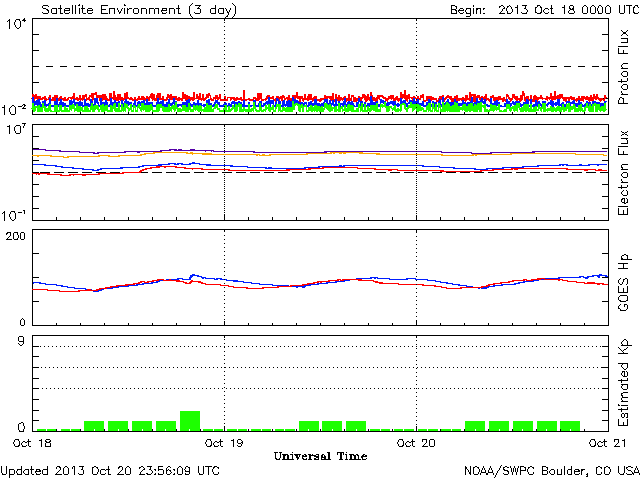 Satellite Environment (3 day)
Begin: 2013 Oct 18 0000 UTC
10⁴
10⁻²
Proton Flux
10⁷
10⁻¹
Electron Flux
200
0
GOES Hp
9
0
Estimated Kp
Oct 18
Oct 19
Oct 20
Oct 21
Universal Time
Updated 2013 Oct 20 23:56:09 UTC
NOAA/SWPC Boulder, CO USA